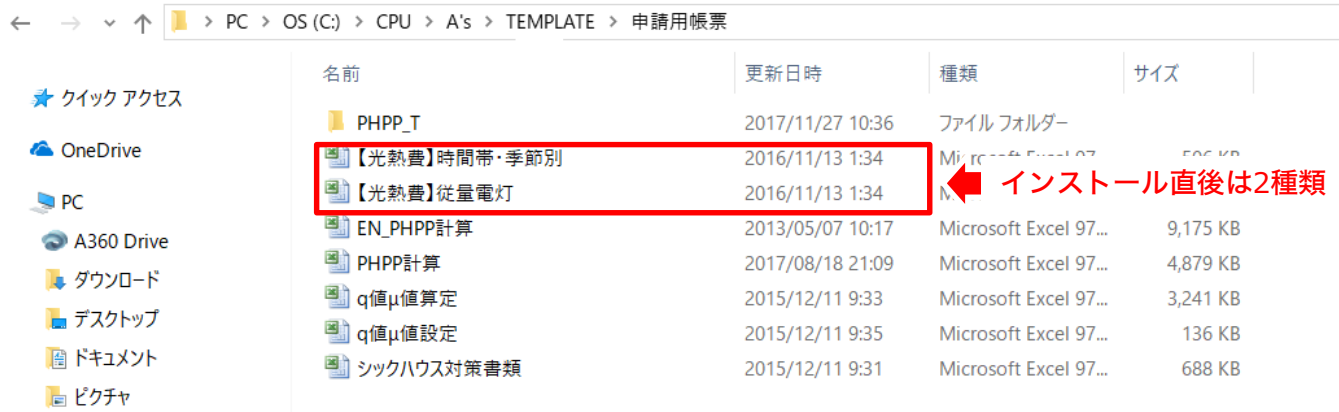 PC > OS (C:) > CPU > A's > TEMPLATE > 申請用帳票
名前 更新日時 種類 サイズ
クイック アクセス
OneDrive
PC
A360 Drive
ダウンロード
デスクトップ
ドキュメント
ピクチャ
PHPP_T 2017/11/27 10:36 ファイル フォルダー
【光熱費】時間帯・季節別 2016/11/13 1:34
【光熱費】従量電灯 2016/11/13 1:34
インストール直後は2種類
EN_PHPP計算 2013/05/07 10:17 Microsoft Excel 97... 9,175 KB
PHPP計算 2017/08/18 21:09 Microsoft Excel 97... 4,879 KB
q値μ値算定 2015/12/11 9:33 Microsoft Excel 97... 3,241 KB
q値μ値設定 2015/12/11 9:35 Microsoft Excel 97... 136 KB
シックハウス対策書類 2015/12/11 9:31 Microsoft Excel 97... 688 KB